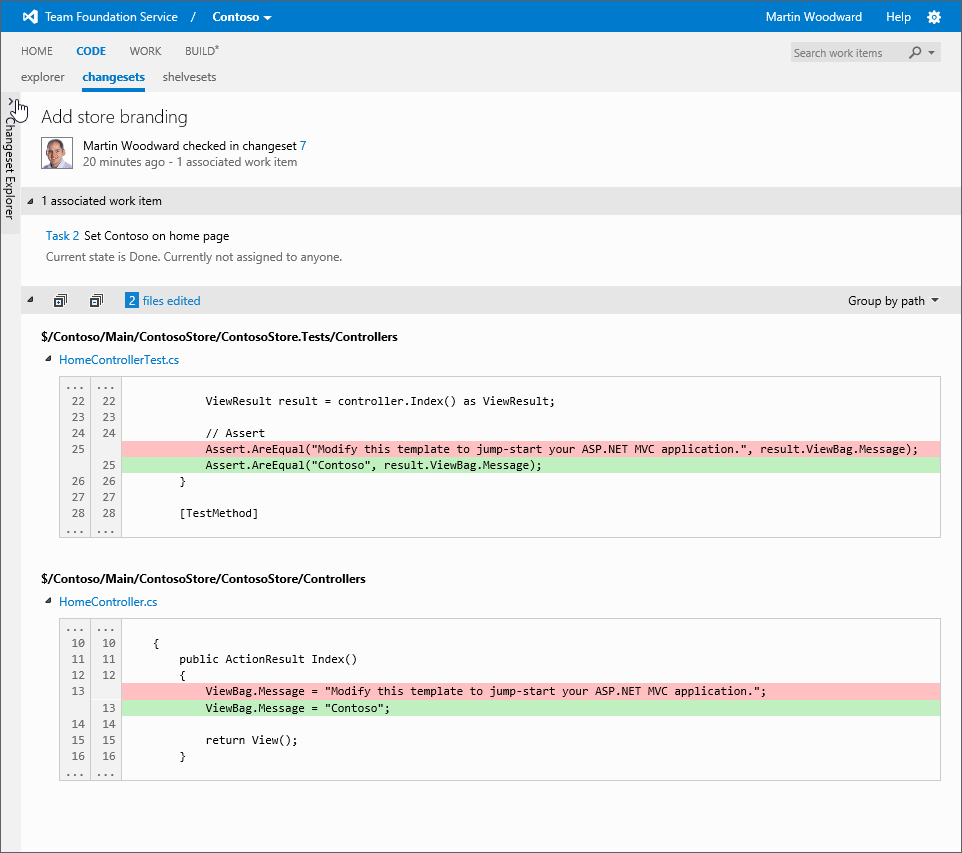 Team Foundation Service / Contoso Martin Woodward Help
HOME CODE WORK BUILD* Search work items
explorer changesets shelvesets
Changeset Explorer
Add store branding
Martin Woodward checked in changeset 7
20 minutes ago - 1 associated work item
1 associated work item
Task 2 Set Contoso on home page
Current state is Done. Currently not assigned to anyone.
2 files edited Group by path
$/Contoso/Main/ContosoStore/ContosoStore.Tests/Controllers
HomeControllerTest.cs
... ...
22 22 ViewResult result = controller.Index() as ViewResult;
23 23
24 24 // Assert
25 Assert.AreEqual("Modify this template to jump-start your ASP.NET MVC application.", result.ViewBag.Message);
25 Assert.AreEqual("Contoso", result.ViewBag.Message);
26 26 }
27 27
28 28 [TestMethod]
... ...
$/Contoso/Main/ContosoStore/ContosoStore/Controllers
HomeController.cs
... ...
10 10 {
11 11 public ActionResult Index()
12 12 {
13 ViewBag.Message = "Modify this template to jump-start your ASP.NET MVC application.";
13 ViewBag.Message = "Contoso";
14 14
15 15 return View();
16 16 }
... ...